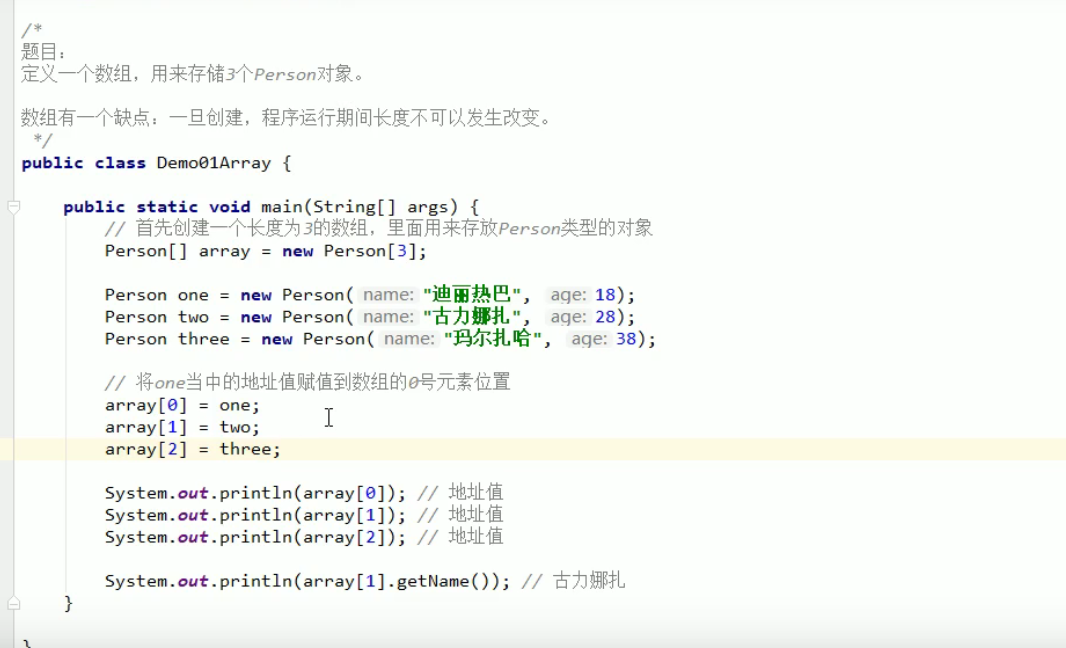 /*
题目：
定义一个数组，用来存储3个Person对象。
数组有一个缺点：一旦创建，程序运行期间长度不可以发生改变。
*/
public class Demo01Array {
public static void main(String[] args) {
// 首先创建一个长度为3的数组，里面用来存放Person类型的对象
Person[] array = new Person[3];
Person one = new Person( name: "迪丽热巴", age: 18);
Person two = new Person( name: "古力娜扎", age: 28);
Person three = new Person( name: "玛尔扎哈", age: 38);
// 将one当中的地址值赋值到数组的0号元素位置
array[0] = one;
array[1] = two;
array[2] = three;
System.out.println(array[0]); // 地址值
System.out.println(array[1]); // 地址值
System.out.println(array[2]); // 地址值
System.out.println(array[1].getName()); // 古力娜扎
}
}